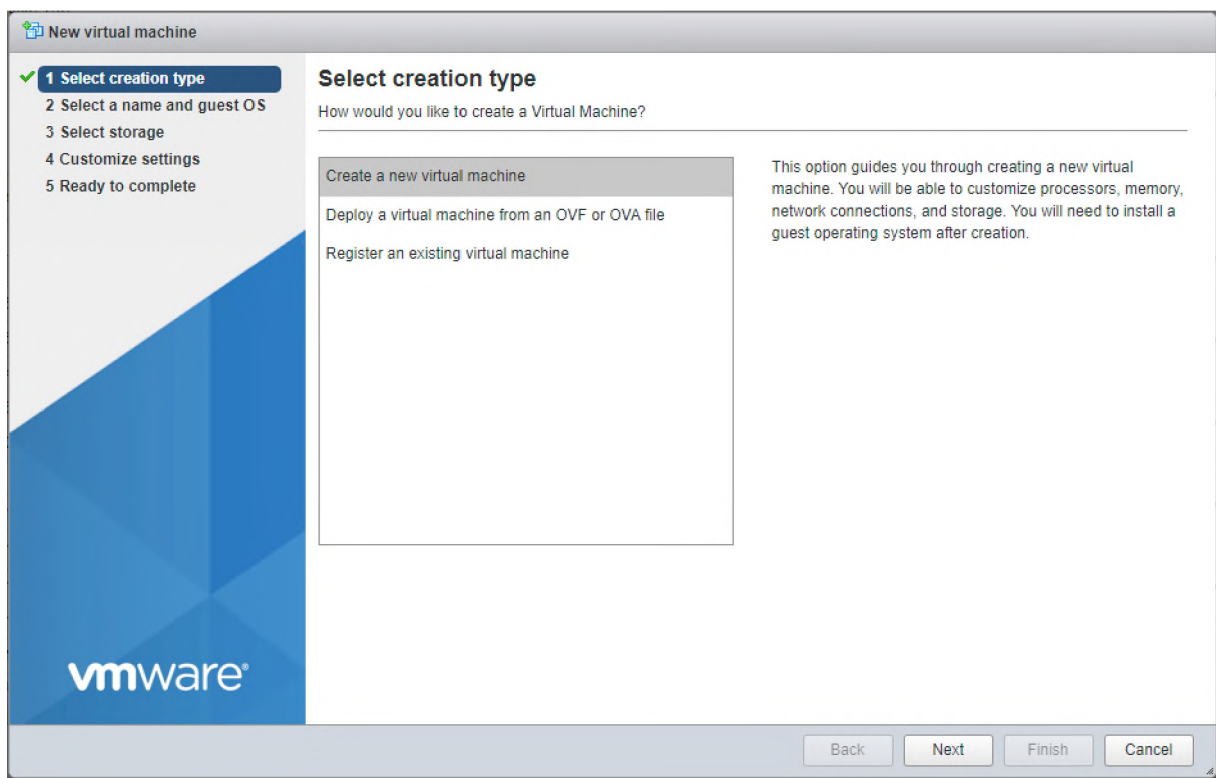 New virtual machine
1 Select creation type
2 Select a name and guest OS
3 Select storage
4 Customize settings
5 Ready to complete
Select creation type
How would you like to create a Virtual Machine?
Create a new virtual machine
Deploy a virtual machine from an OVF or OVA file
Register an existing virtual machine
This option guides you through creating a new virtual
machine. You will be able to customize processors, memory,
network connections, and storage. You will need to install a
guest operating system after creation.
vmware®
Back
Next
Finish
Cancel